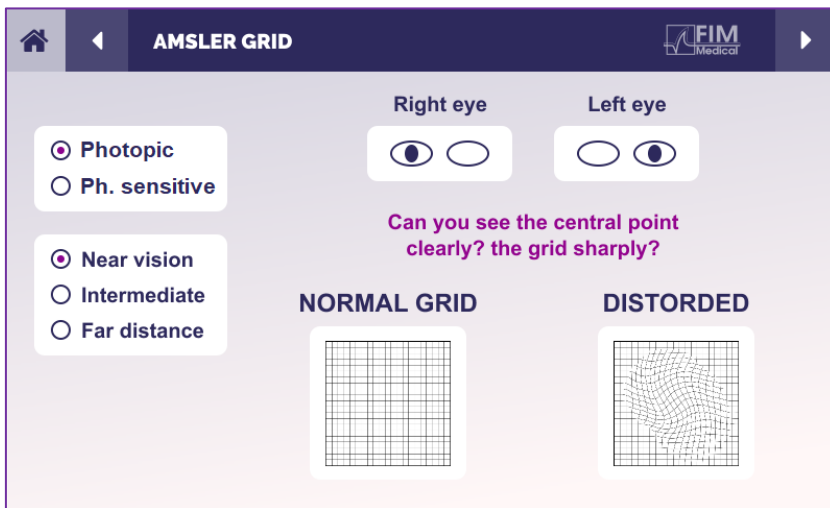 AMSLER GRID
FIM
Medical
Right eye
Left eye
Photopic
Ph. sensitive
Can you see the central point
clearly? the grid sharply?
Near vision
Intermediate
Far distance
NORMAL GRID
DISTORDED